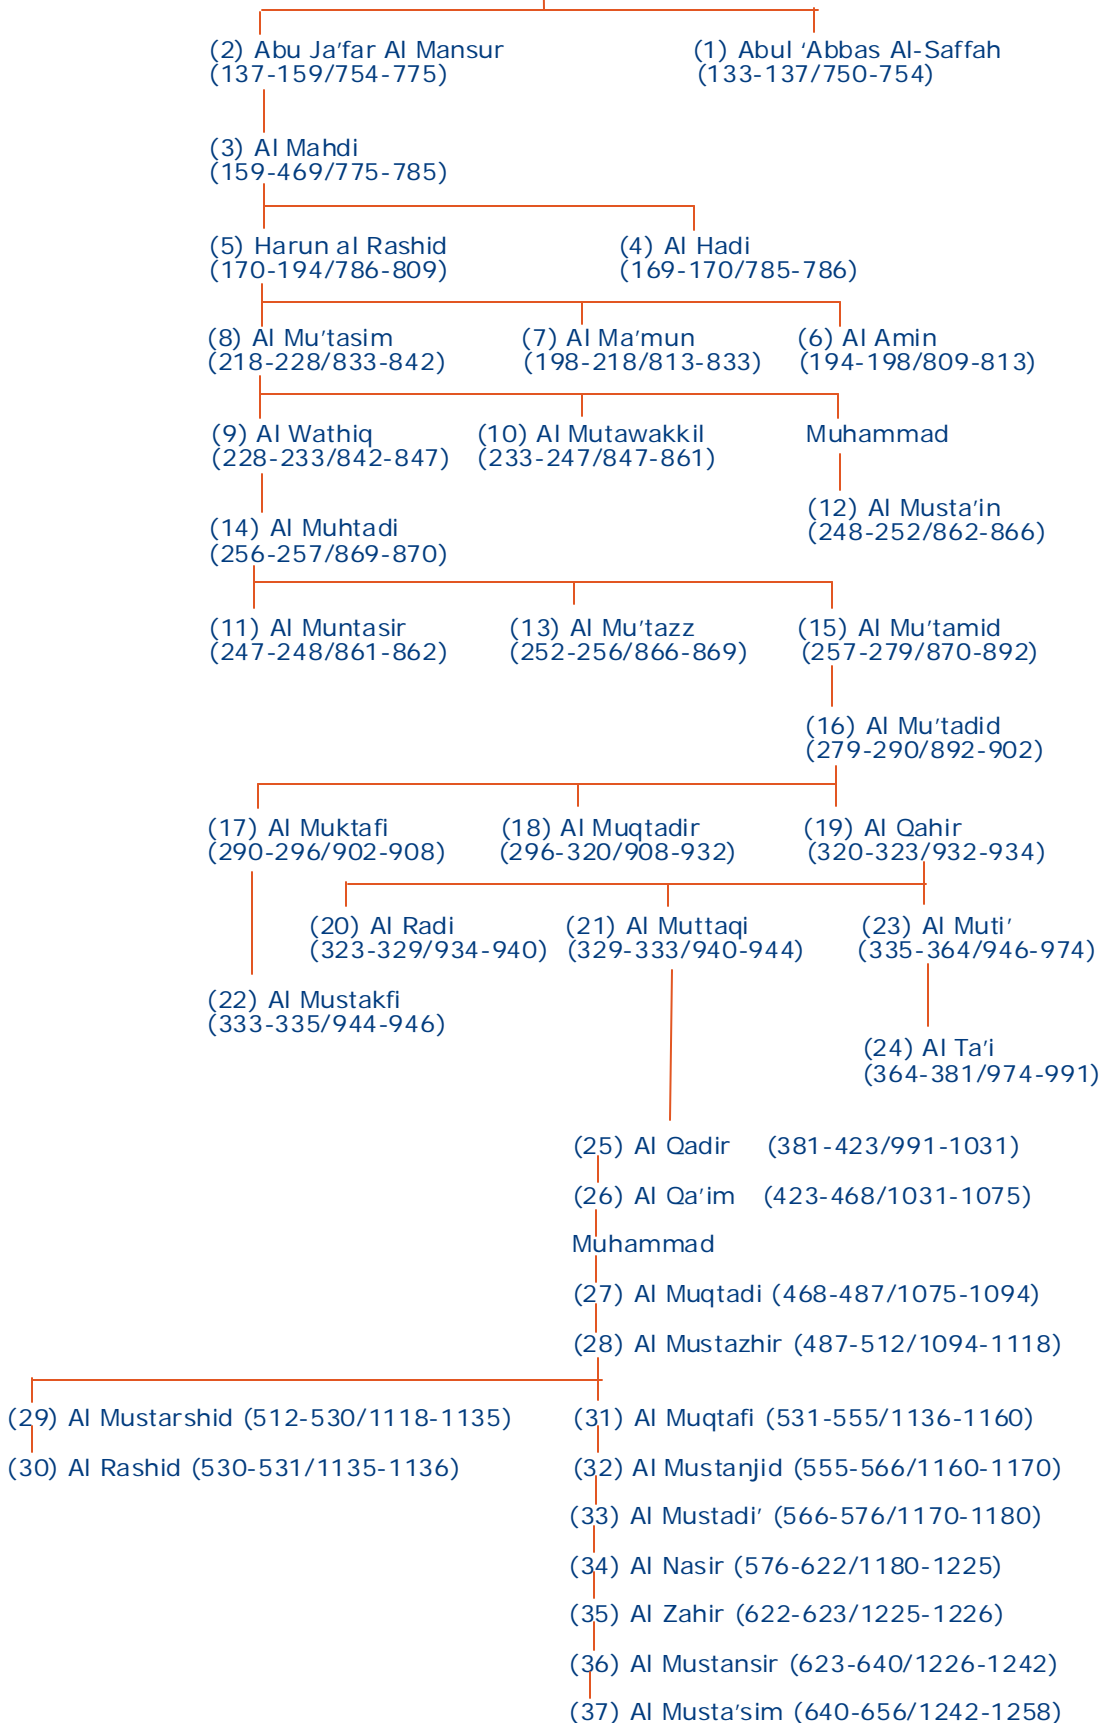 (2) Abu Ja’far Al Mansur
(137-159/754-775)
(1) Abul ‘Abbas Al-Saffah
(133-137/750-754)
(3) Al Mahdi
(159-469/775-785)
(5) Harun al Rashid
(170-194/786-809)
(4) Al Hadi
(169-170/785-786)
(8) Al Mu’tasim
(218-228/833-842)
(7) Al Ma’mun
(198-218/813-833)
(6) Al Amin
(194-198/809-813)
(9) Al Wathiq
(228-233/842-847)
(10) Al Mutawakkil
(233-247/847-861)
Muhammad
(12) Al Musta’in
(248-252/862-866)
(14) Al Muhtadi
(256-257/869-870)
(11) Al Muntasir
(247-248/861-862)
(13) Al Mu’tazz
(252-256/866-869)
(15) Al Mu’tamid
(257-279/870-892)
(16) Al Mu’tadid
(279-290/892-902)
(17) Al Muktafi
(290-296/902-908)
(18) Al Muqtadir
(296-320/908-932)
(19) Al Qahir
(320-323/932-934)
(20) Al Radi
(323-329/934-940)
(21) Al Muttaqi
(329-333/940-944)
(23) Al Muti’
(335-364/946-974)
(22) Al Mustakfi
(333-335/944-946)
(24) Al Ta’i
(364-381/974-991)
(25) Al Qadir (381-423/991-1031)
(26) Al Qa’im (423-468/1031-1075)
Muhammad
(27) Al Muqtadi (468-487/1075-1094)
(28) Al Mustazhir (487-512/1094-1118)
(29) Al Mustarshid (512-530/1118-1135)
(31) Al Muqtafi (531-555/1136-1160)
(30) Al Rashid (530-531/1135-1136)
(32) Al Mustanjid (555-566/1160-1170)
(33) Al Mustadi’ (566-576/1170-1180)
(34) Al Nasir (576-622/1180-1225)
(35) Al Zahir (622-623/1225-1226)
(36) Al Mustansir (623-640/1226-1242)
(37) Al Musta’sim (640-656/1242-1258)